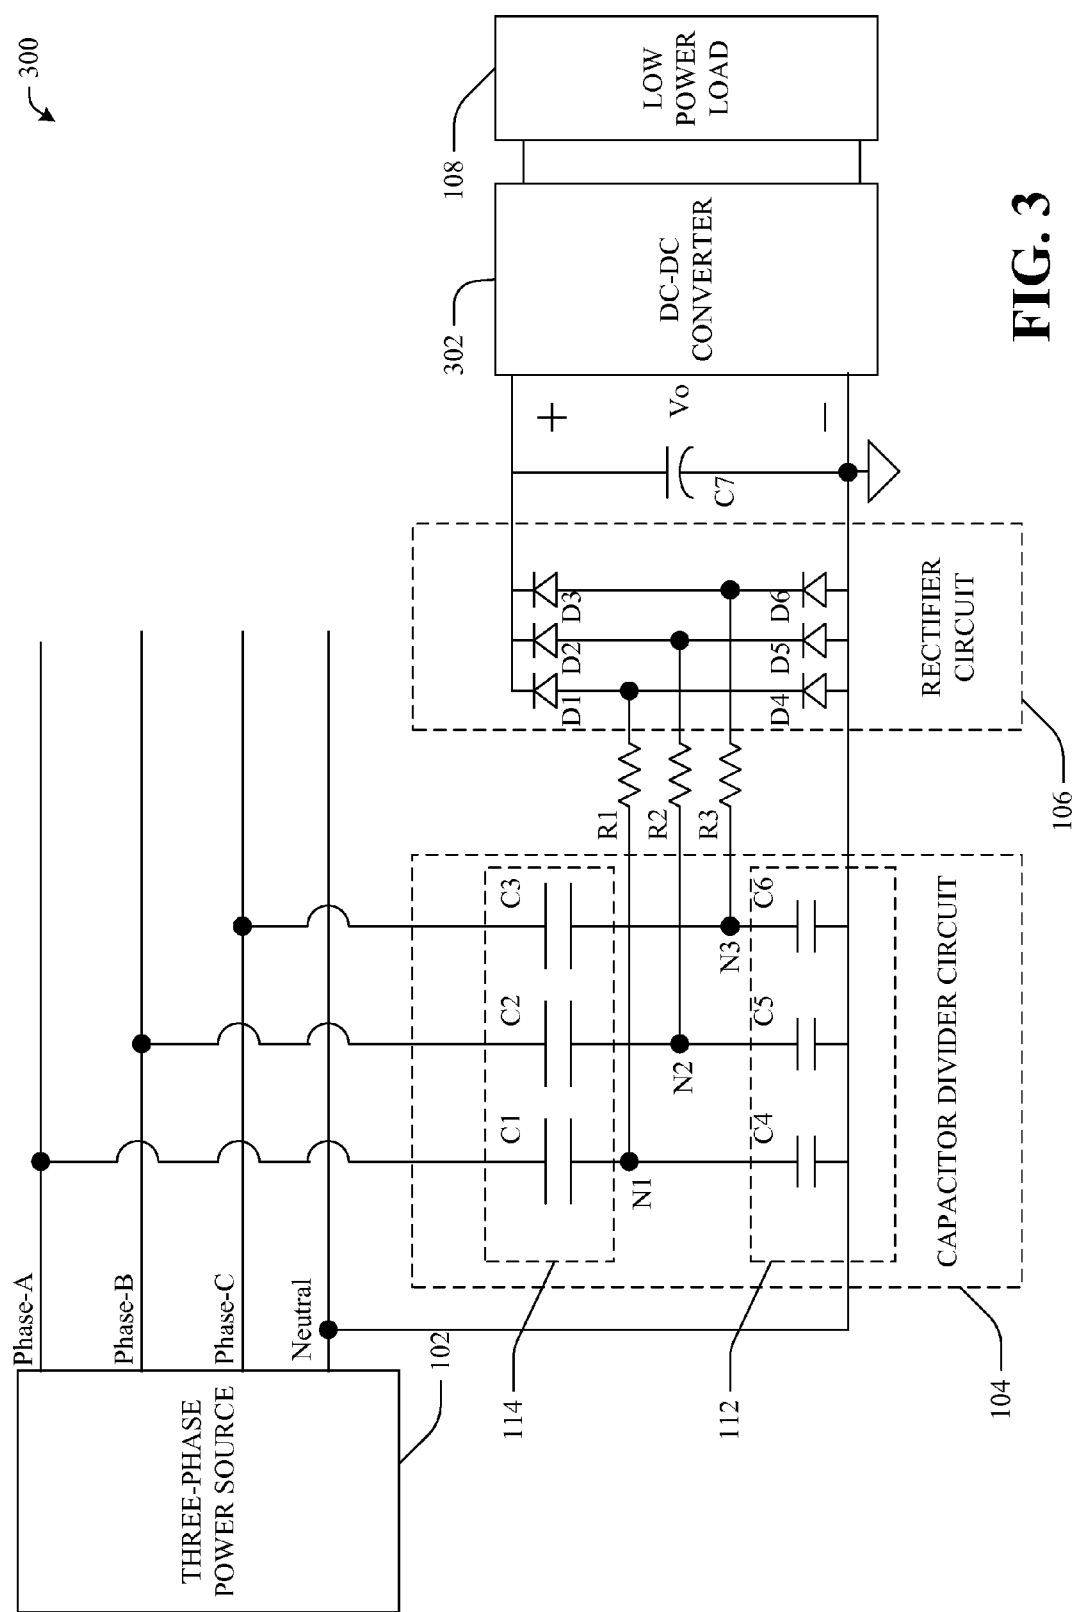 300
THREE-PHASE
POWER SOURCE
102
Phase-A
Phase-B
Phase-C
Neutral
114
112
104
C1
C2
C3
N1
N2
N3
C4
C5
C6
CAPACITOR DIVIDER CIRCUIT
R1
R2
R3
D1
D2
D3
D4
D5
D6
RECTIFIER
CIRCUIT
106
C7
+
Vo
–
302
DC-DC
CONVERTER
108
LOW
POWER
LOAD
FIG. 3